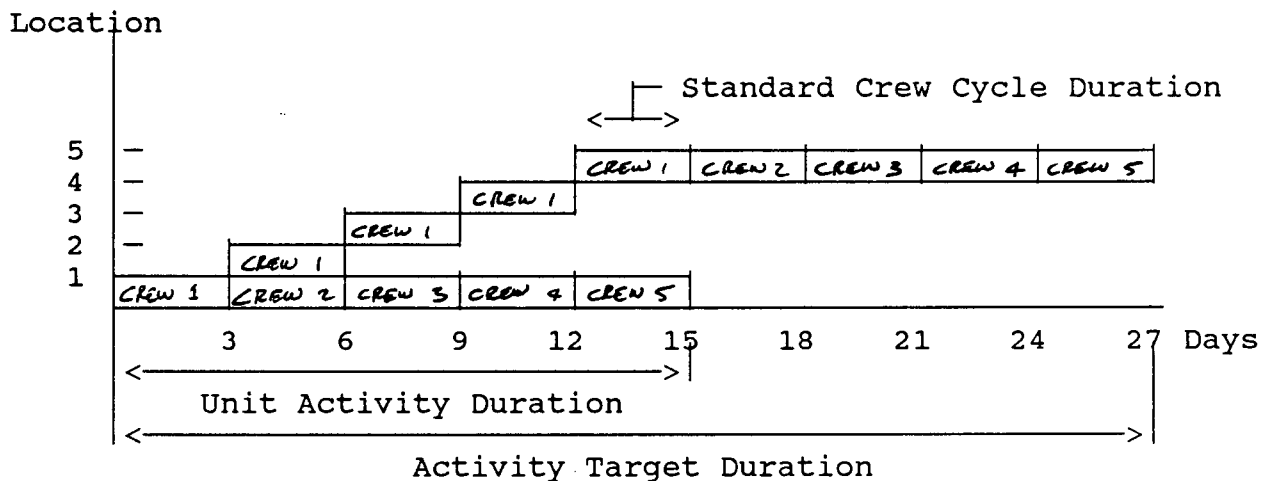 Location
Standard Crew Cycle Duration
5 CREW 1 CREW 2 CREW 3 CREW 4 CREW 5
4 CREW 1
3 CREW 1
2 CREW 1
1 CREW 1 CREW 2 CREW 3 CREW 4 CREW 5
3 6 9 12 15 18 21 24 27 Days
Unit Activity Duration
Activity Target Duration